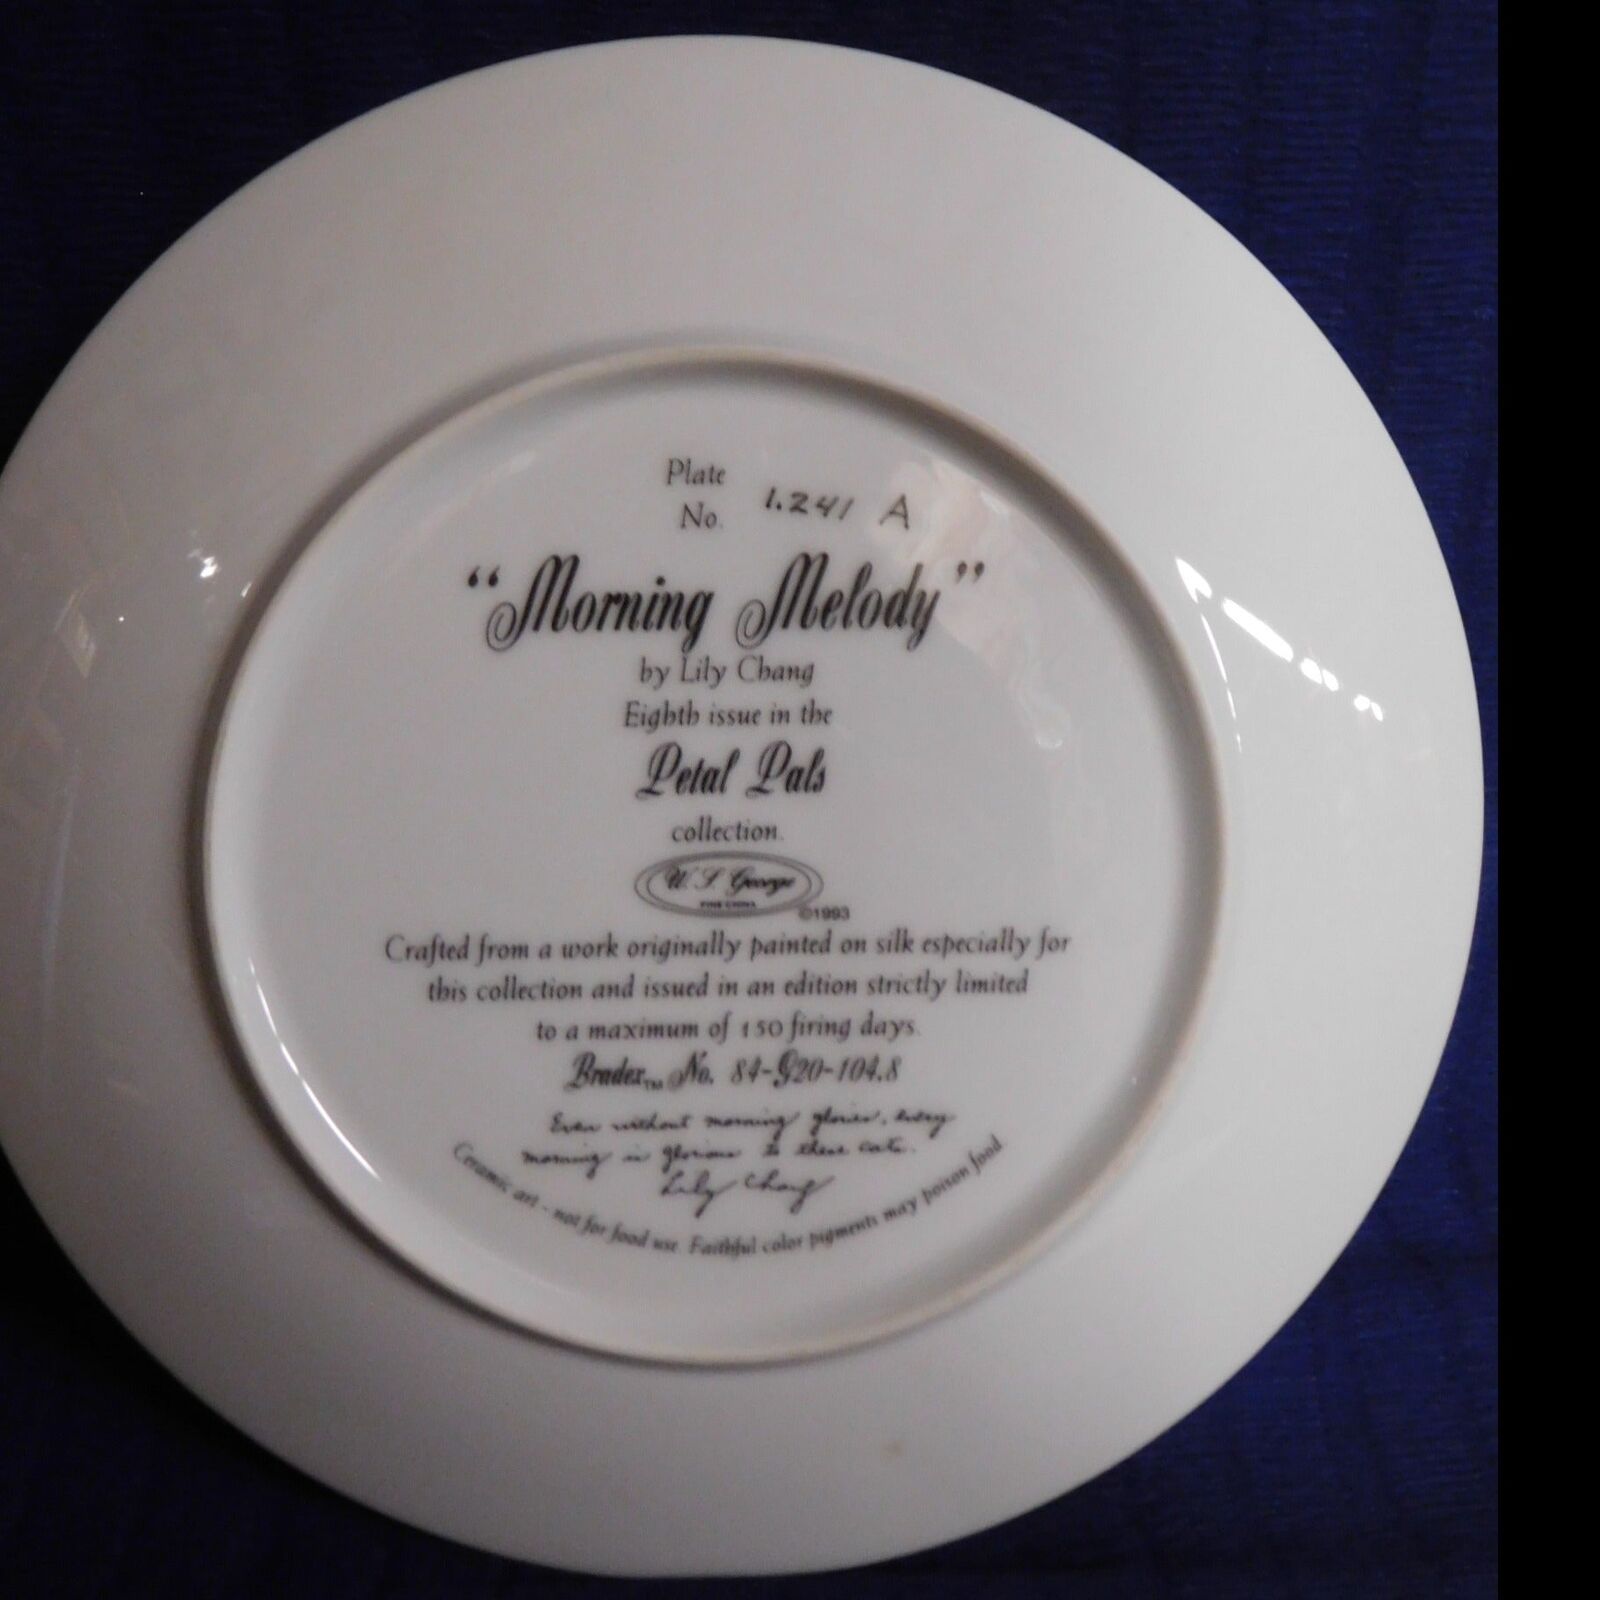 Plate
No. 1.241 A
“Morning Melody”
by Lily Chang
Eighth issue in the
Petal Pals
collection.
W. S. George
FINE CHINA
©1993
Crafted from a work originally painted on silk especially for
this collection and issued in an edition strictly limited
to a maximum of 150 firing days.
Bradex™ No. 84-G20-104.8
Even without morning glories, every
morning is glorious to these cats.
Lily Chang
Ceramic art - not for food use. Faithful color pigments may poison food